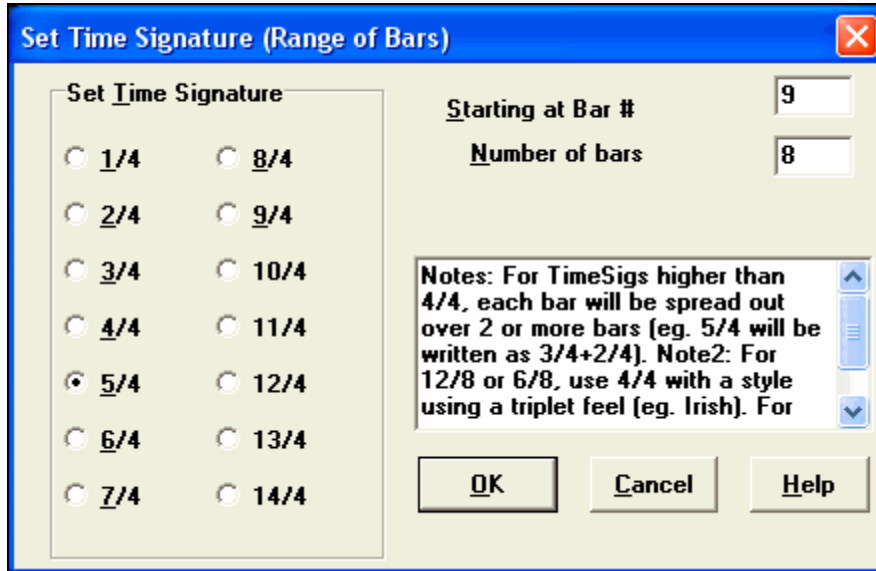 Set Time Signature (Range of Bars)
Set Time Signature
1/4 8/4
2/4 9/4
3/4 10/4
4/4 11/4
5/4 12/4
6/4 13/4
7/4 14/4
Starting at Bar # 9
Number of bars 8
Notes: For TimeSigs higher than
4/4, each bar will be spread out
over 2 or more bars (eg. 5/4 will be
written as 3/4+2/4). Note2: For
12/8 or 6/8, use 4/4 with a style
using a triplet feel (eg. Irish). For
OK Cancel Help